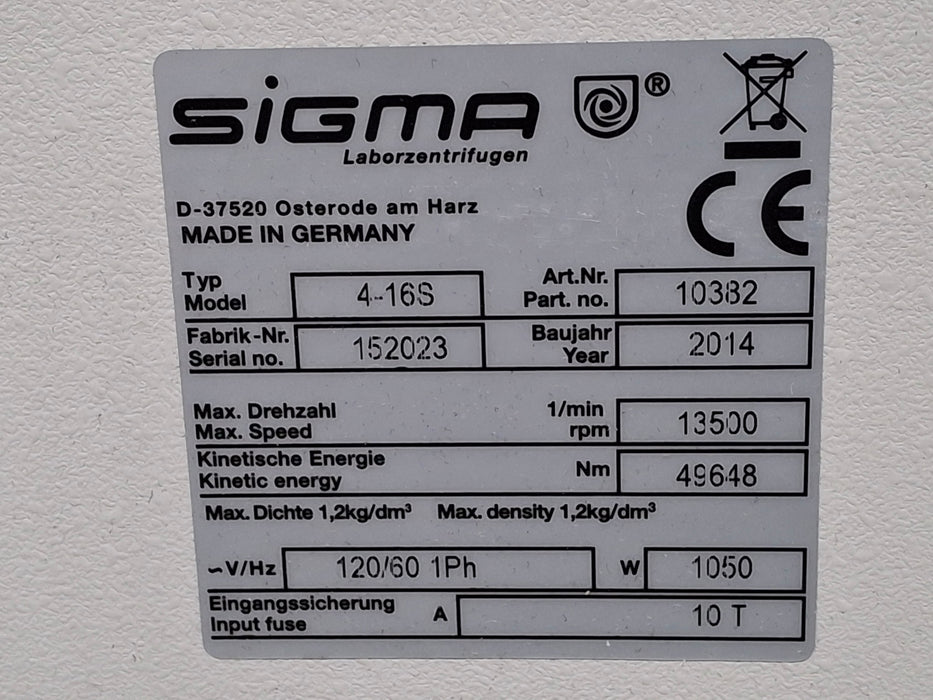 SiGMA ®
Laborzentrifugen
D-37520 Osterode am Harz
MADE IN GERMANY
CE
Typ
Model 4-16S
Art.Nr.
Part. no. 10382
Fabrik-Nr.
Serial no. 152023
Baujahr
Year 2014
Max. Drehzahl 1/min
Max. Speed rpm 13500
Kinetische Energie
Kinetic energy Nm 49648
Max. Dichte 1,2kg/dm³ Max. density 1,2kg/dm³
~V/Hz 120/60 1Ph W 1050
Eingangssicherung
Input fuse A 10 T